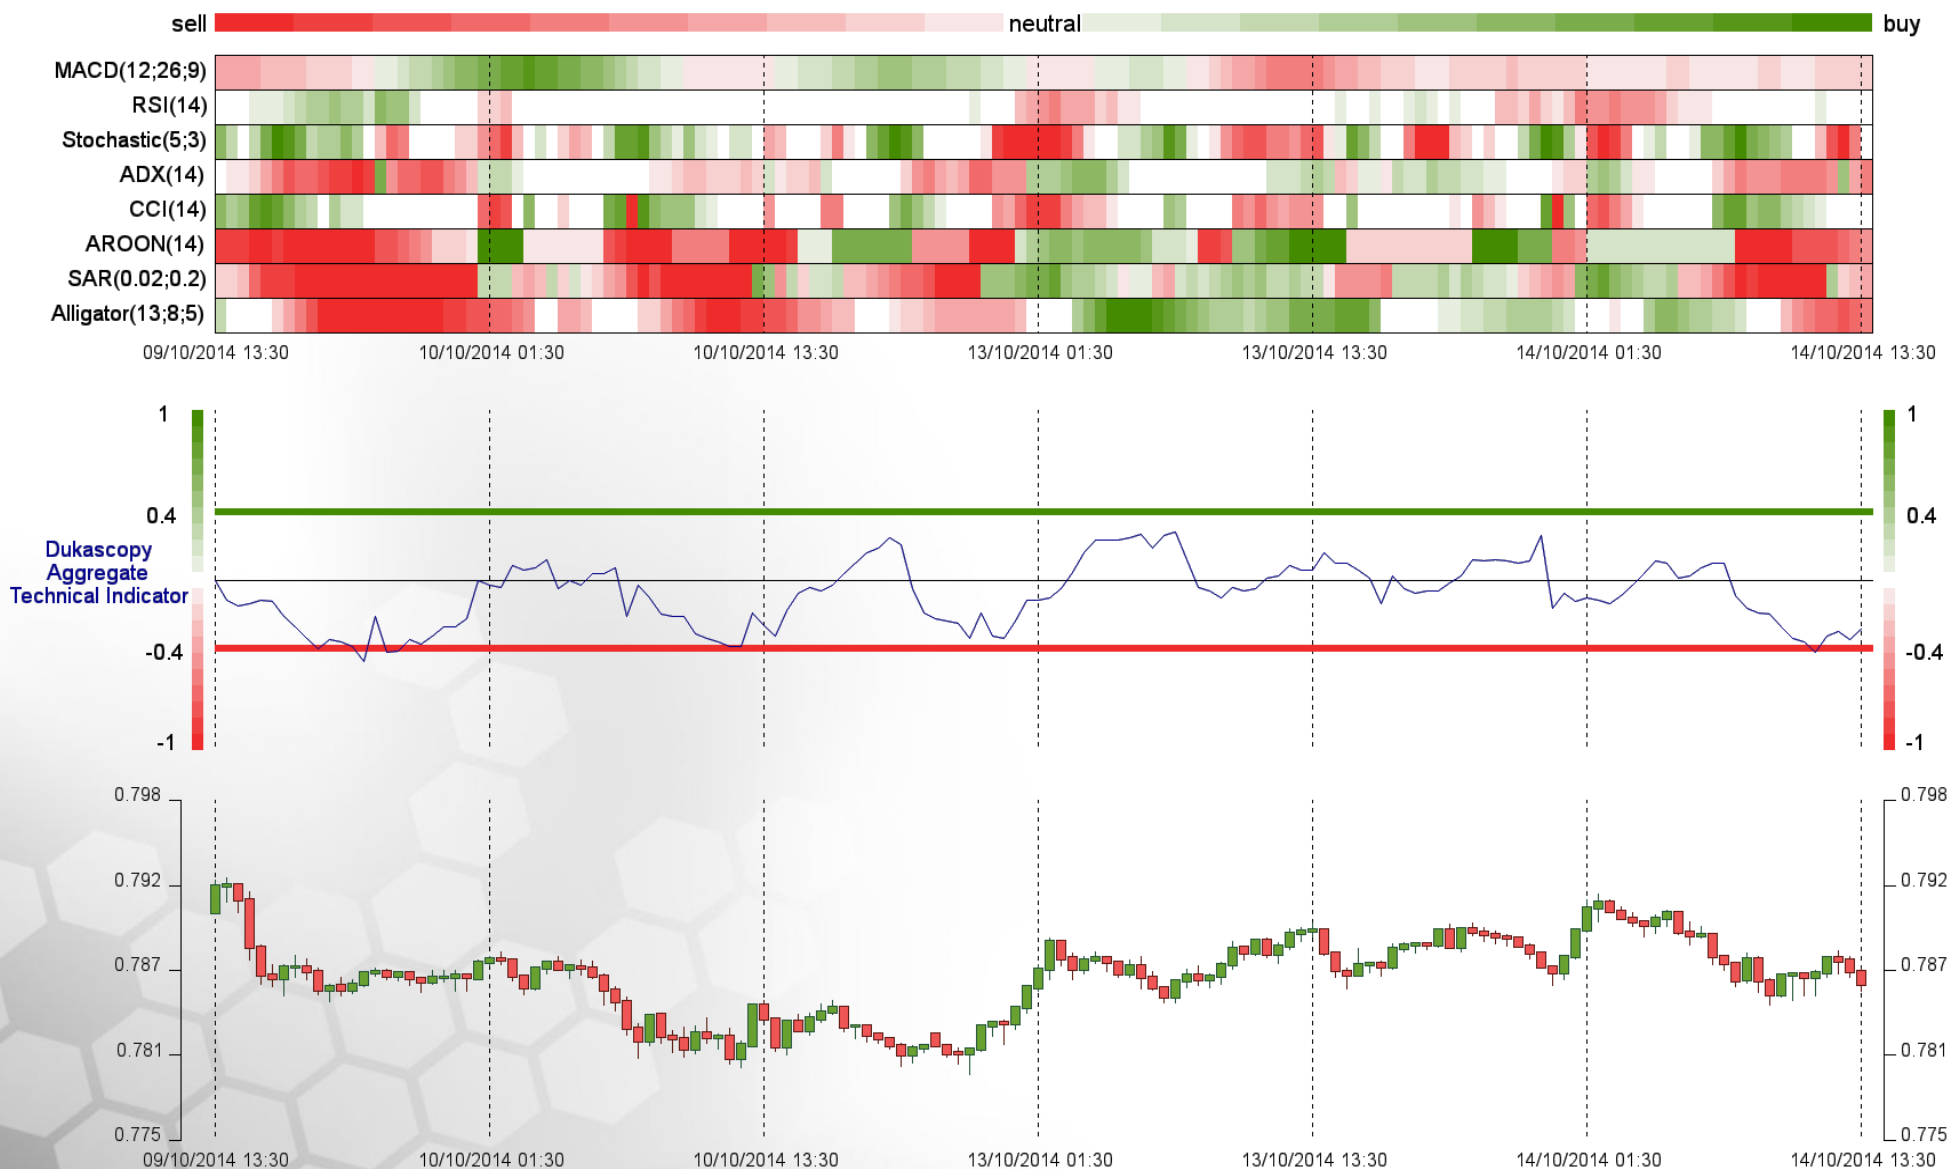 sell neutral buy
MACD(12;26;9)
RSI(14)
Stochastic(5;3)
ADX(14)
CCI(14)
AROON(14)
SAR(0.02;0.2)
Alligator(13;8;5)
09/10/2014 13:30 10/10/2014 01:30 10/10/2014 13:30 13/10/2014 01:30 13/10/2014 13:30 14/10/2014 01:30 14/10/2014 13:30
1 1
0.4 0.4
Dukascopy
Aggregate
Technical Indicator
-0.4 -0.4
-1 -1
0.798 0.798
0.792 0.792
0.787 0.787
0.781 0.781
0.775 0.775
09/10/2014 13:30 10/10/2014 01:30 10/10/2014 13:30 13/10/2014 01:30 13/10/2014 13:30 14/10/2014 01:30 14/10/2014 13:30